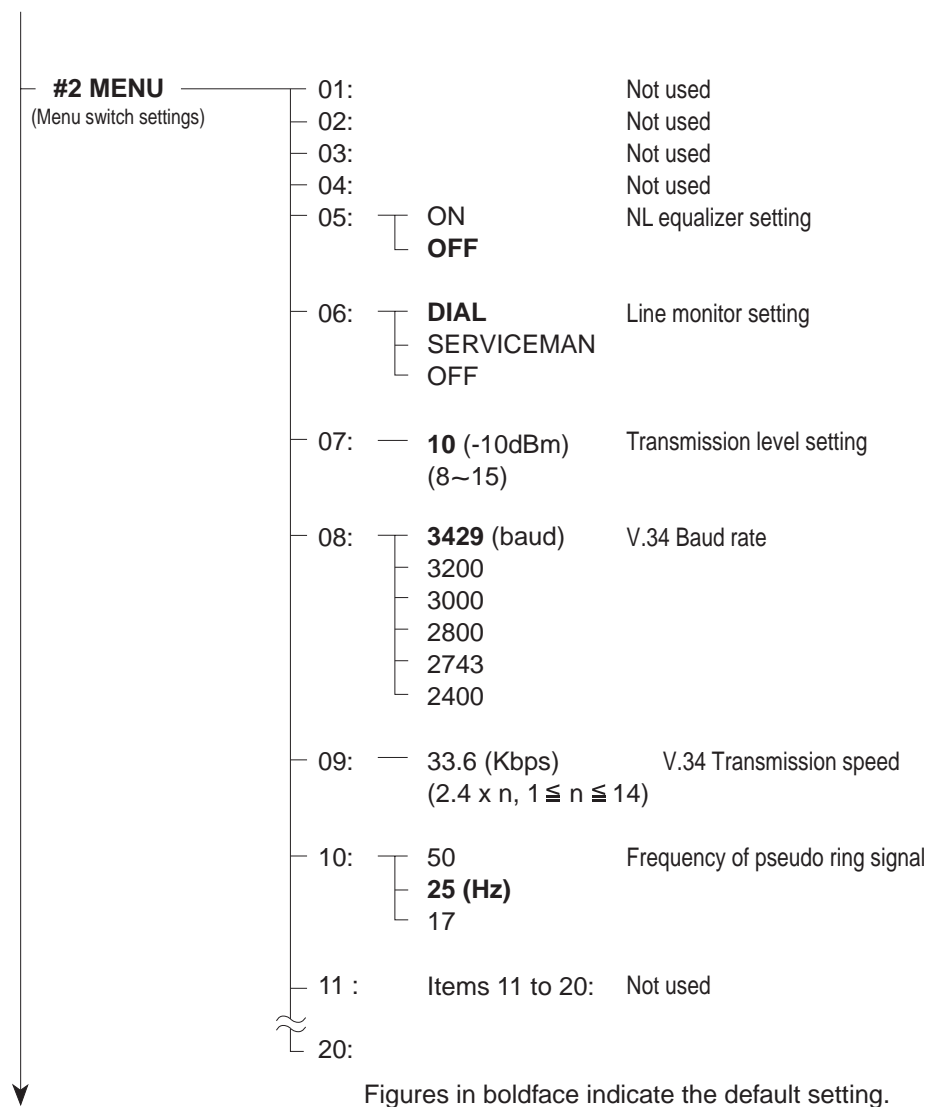 #2 MENU
(Menu switch settings)
01: Not used
02: Not used
03: Not used
04: Not used
05: ON NL equalizer setting
OFF
06: DIAL Line monitor setting
SERVICEMAN
OFF
07: 10 (-10dBm) Transmission level setting
(8~15)
08: 3429 (baud) V.34 Baud rate
3200
3000
2800
2743
2400
09: 33.6 (Kbps) V.34 Transmission speed
(2.4 x n, 1 ≦ n ≦ 14)
10: 50 Frequency of pseudo ring signal
25 (Hz)
17
11 : Items 11 to 20: Not used
20:
Figures in boldface indicate the default setting.